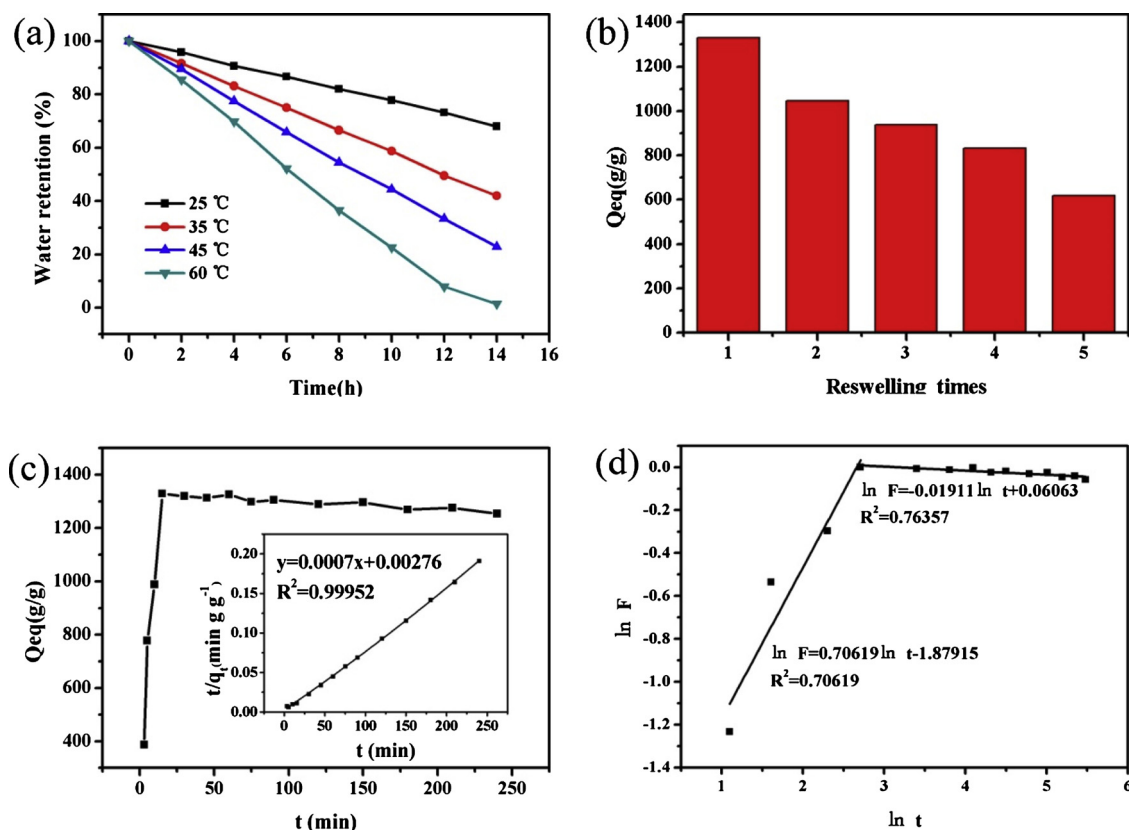 (a)
100
80
60
40
20
0
Water retention (%)
25 ℃
35 ℃
45 ℃
60 ℃
0 2 4 6 8 10 12 14 16
Time(h)
(b)
1400
1200
1000
800
600
400
200
0
Qeq(g/g)
1 2 3 4 5
Reswelling times
(c)
1400
1200
1000
800
600
400
Qeq(g/g)
0 50 100 150 200 250
t (min)
y=0.0007x+0.00276
R²=0.99952
0.20
0.15
0.10
0.05
0.00
t/qₜ(min g g⁻¹)
0 50 100 150 200 250
t (min)
(d)
0.0
-0.2
-0.4
-0.6
-0.8
-1.0
-1.2
-1.4
ln F
ln F=-0.01911ln t+0.06063
R²=0.76357
ln F=0.70619ln t-1.87915
R²=0.70619
1 2 3 4 5 6
ln t